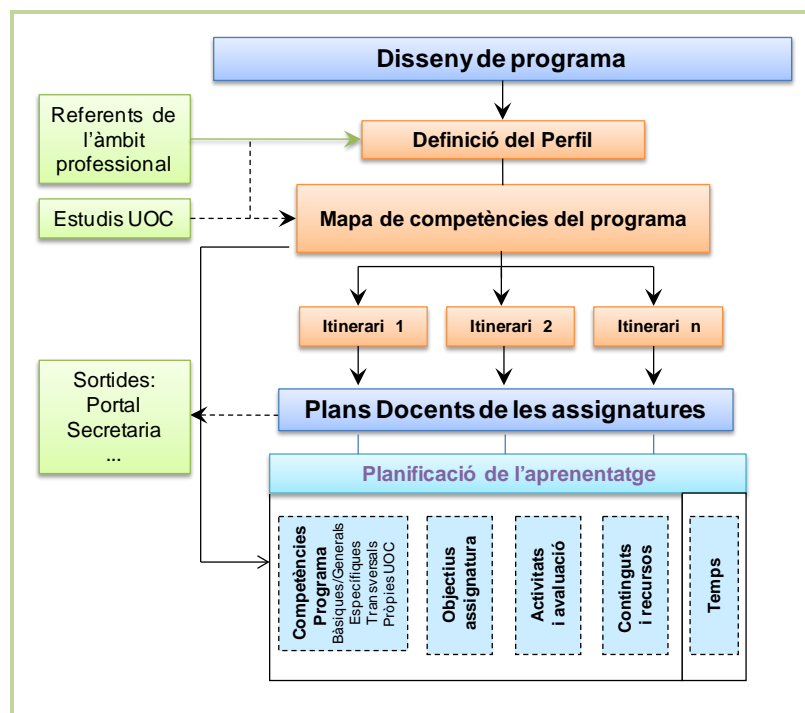 Disseny de programa
Referents de
l'àmbit
professional
Definició del Perfil
Estudis UOC
Mapa de competències del programa
Itinerari 1
Itinerari 2
Itinerari n
Sortides:
Portal
Secretaria
...
Plans Docents de les assignatures
Planificació de l'aprenentatge
Competències
Programa
Bàsiques/Generals
Específiques
Transversals
Pròpies UOC
Objectius
assignatura
Activitats
i avaluació
Continguts
i recursos
Temps